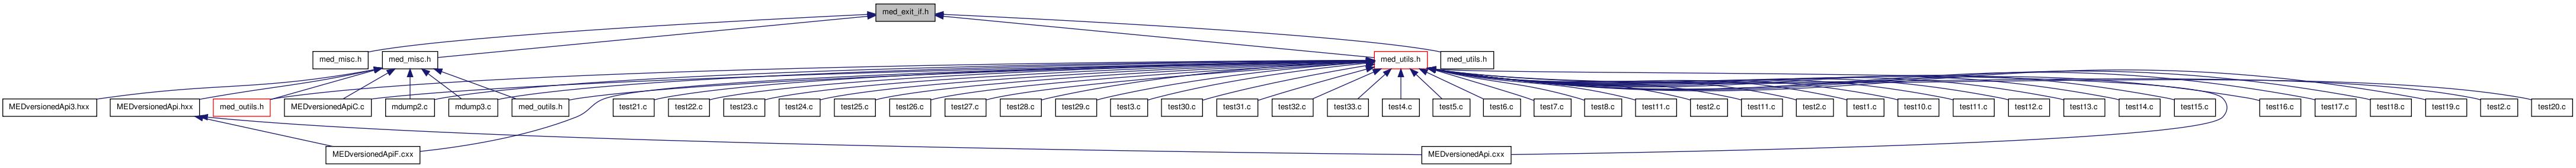 med_exit_if.h
med_misc.h
med_misc.h
med_utils.h
med_utils.h
MEDversionedApi3.hxx
MEDversionedApi.hxx
med_outils.h
MEDversionedApiC.c
mdump2.c
mdump3.c
med_outils.h
test21.c
test22.c
test23.c
test24.c
test25.c
test26.c
test27.c
test28.c
test29.c
test3.c
test30.c
test31.c
test32.c
test33.c
test4.c
test5.c
test6.c
test7.c
test8.c
test11.c
test2.c
test11.c
test2.c
test1.c
test10.c
test11.c
test12.c
test13.c
test14.c
test15.c
test16.c
test17.c
test18.c
test19.c
test2.c
test20.c
MEDversionedApiF.cxx
MEDversionedApi.cxx